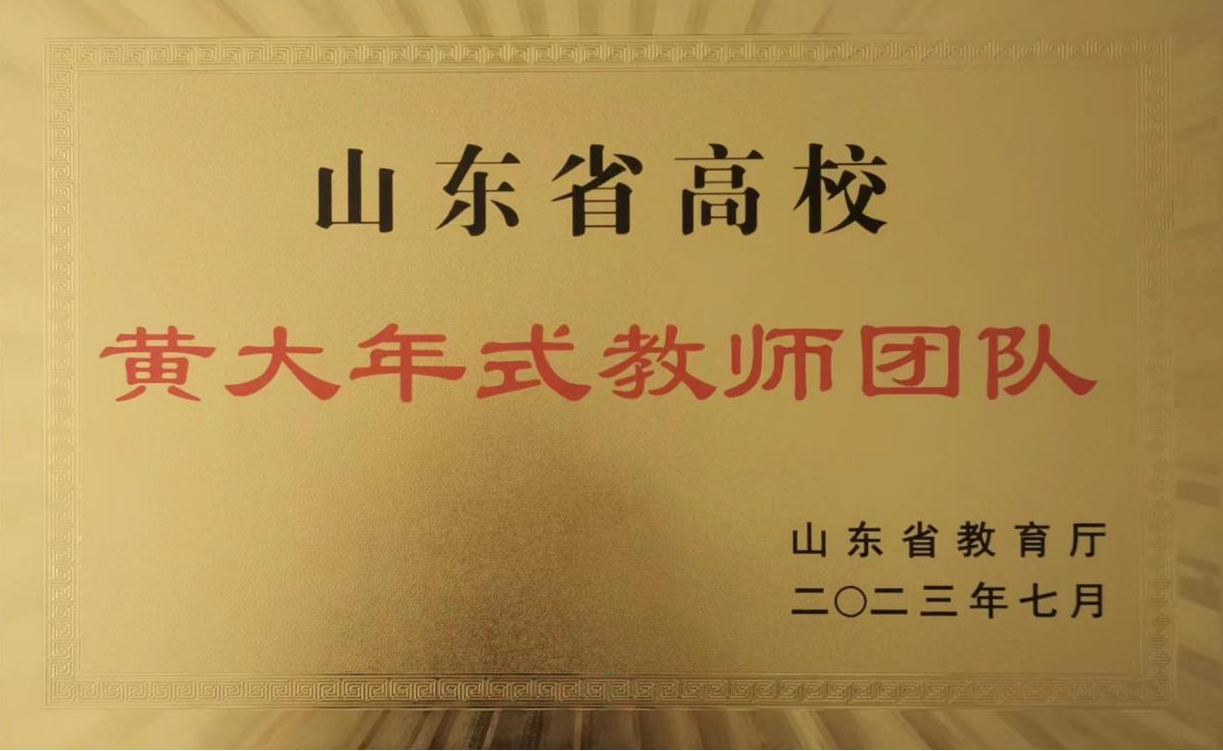 山东省高校
黄大年式教师团队
山东省教育厅
二〇二三年七月